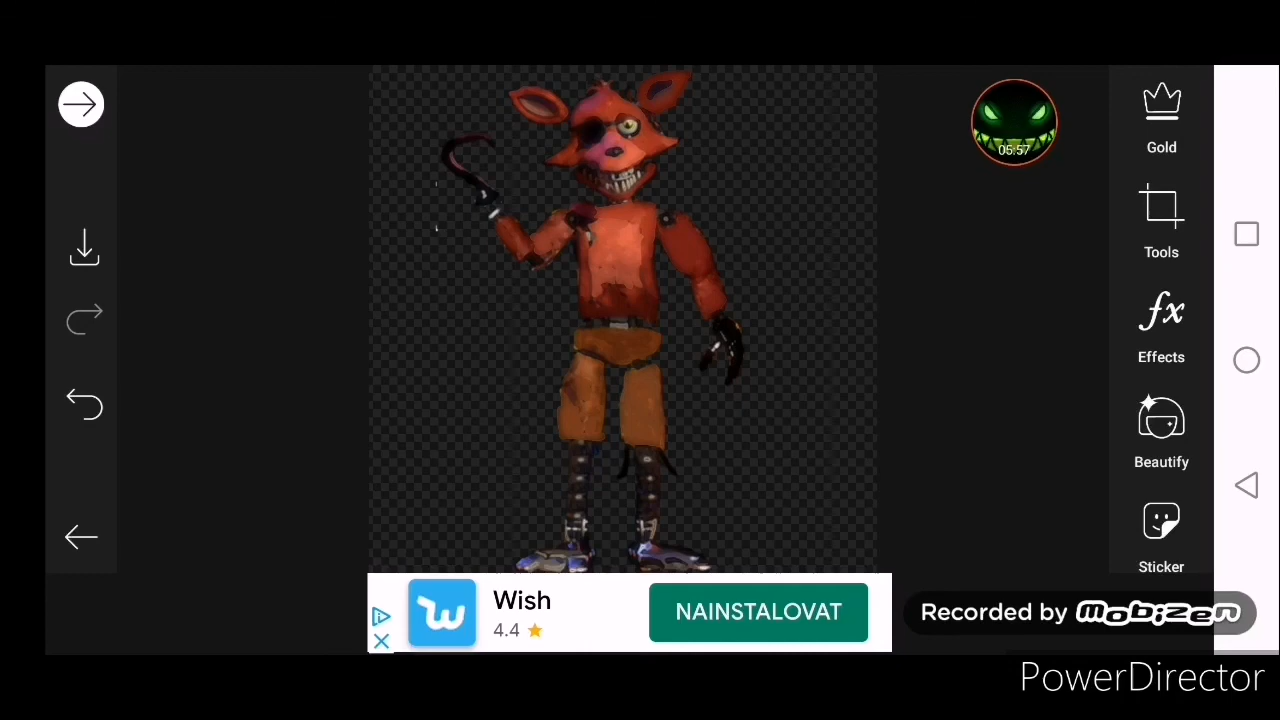 05:57
Gold
Tools
fx
Effects
Beautify
Sticker
Wish
4.4
NAINSTALOVAT
Recorded by mobizen
PowerDirector